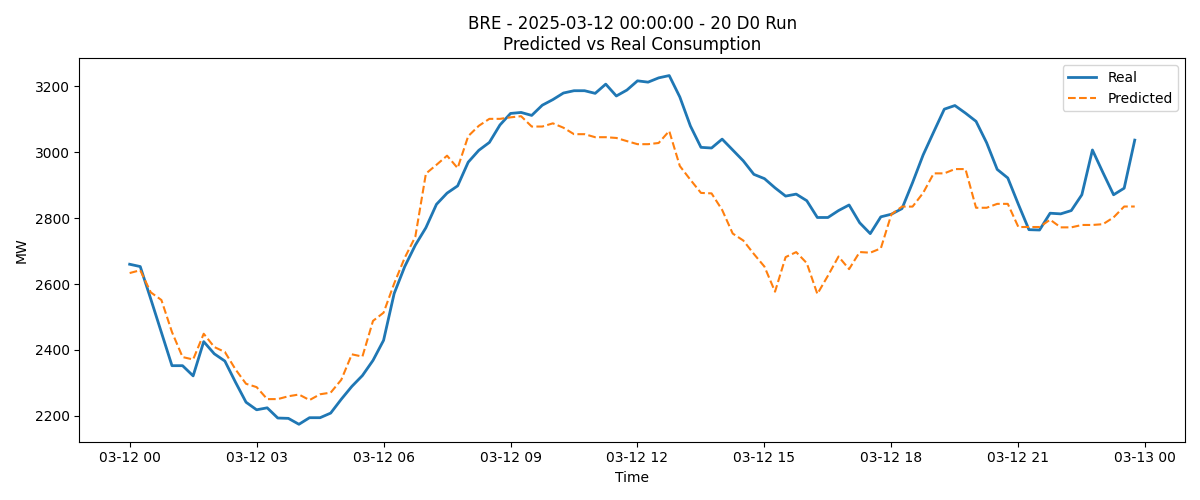 BRE - 2025-03-12 00:00:00 - 20 D0 Run
Predicted vs Real Consumption
Real
Predicted
3200
3000
2800
2600
2400
2200
MW
03-12 00
03-12 03
03-12 06
03-12 09
03-12 12
03-12 15
03-12 18
03-12 21
03-13 00
Time